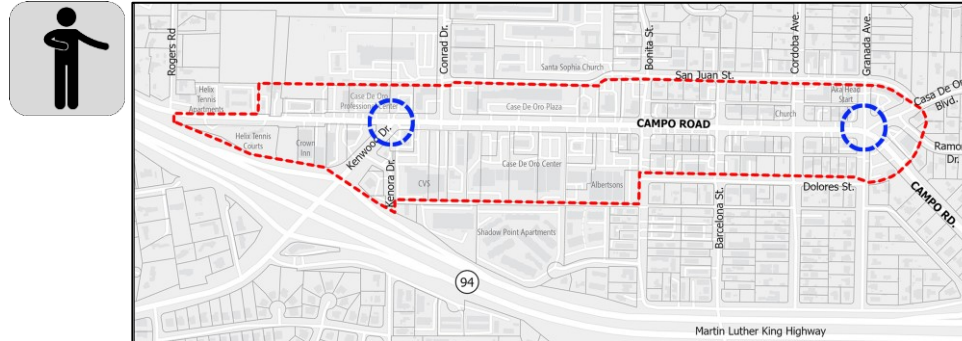 Rogers Rd
Conrad Dr.
Bonita St.
Cordoba Ave.
Granada Ave.
Santa Sophia Church
San Juan St.
Helix
Tennis
Apartments
Case De Oro
Professional Center
Case De Oro Plaza
Aka Head
Start
Casa De Oro
Blvd.
CAMPO ROAD
Church
Helix Tennis
Courts
Crown
Inn
Kenwood Dr.
Kenora Dr.
Case De Oro Center
Ramona
Dr.
CVS
Albertsons
Dolores St.
CAMPO RD.
Barcelona St.
Shadow Point Apartments
94
Martin Luther King Highway